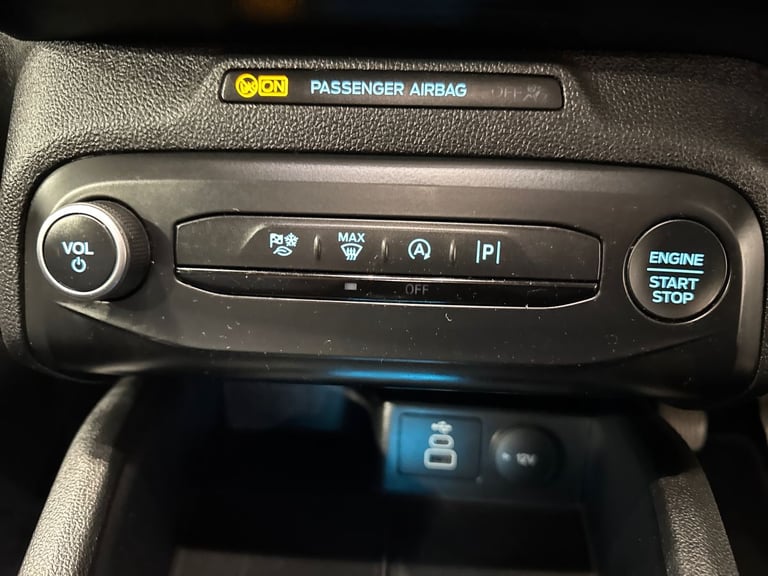 ON PASSENGER AIRBAG OFF
VOL
MAX
A
P
OFF
ENGINE
START
STOP
12V